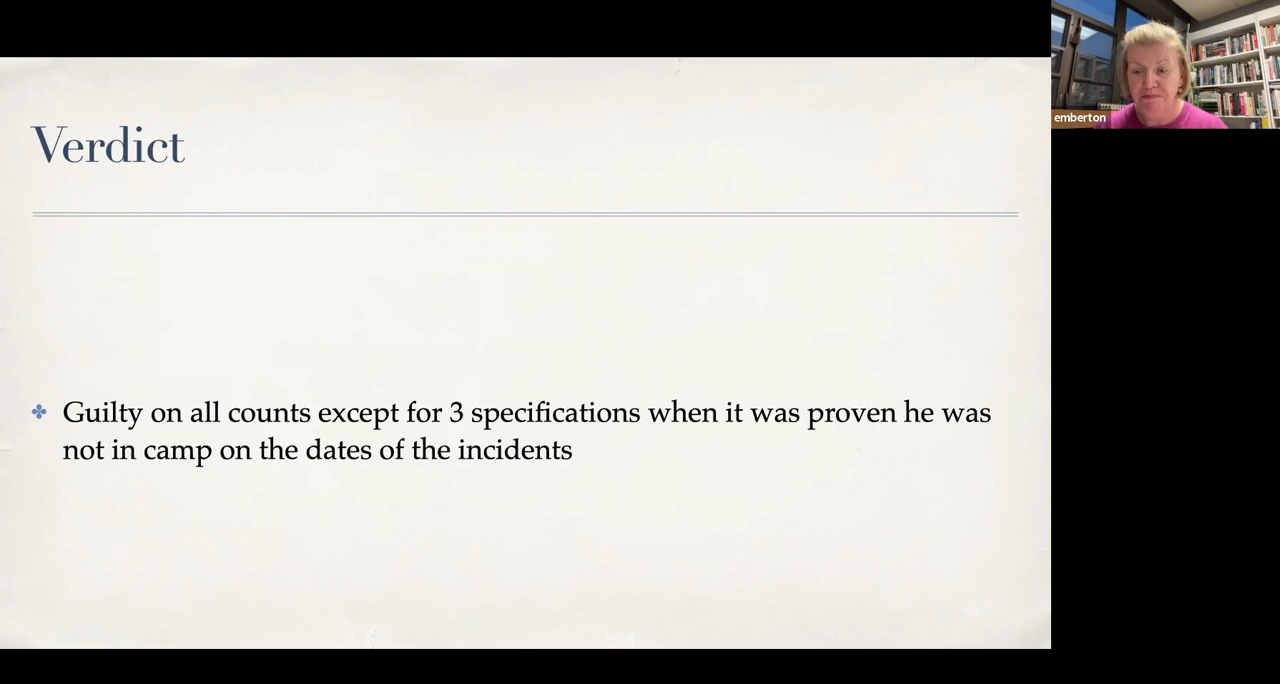 Verdict
Guilty on all counts except for 3 specifications when it was proven he was
not in camp on the dates of the incidents
emberton